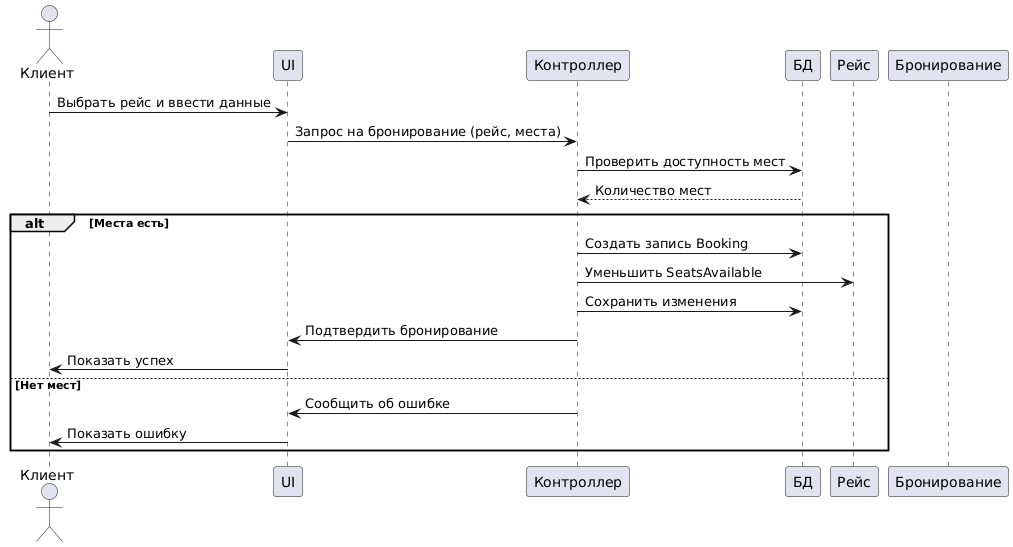 Клиент
UI
Контроллер
БД
Рейс
Бронирование
Выбрать рейс и ввести данные
Запрос на бронирование (рейс, места)
Проверить доступность мест
Количество мест
alt [Места есть]
Создать запись Booking
Уменьшить SeatsAvailable
Сохранить изменения
Подтвердить бронирование
Показать успех
[Нет мест]
Сообщить об ошибке
Показать ошибку
Клиент
UI
Контроллер
БД
Рейс
Бронирование